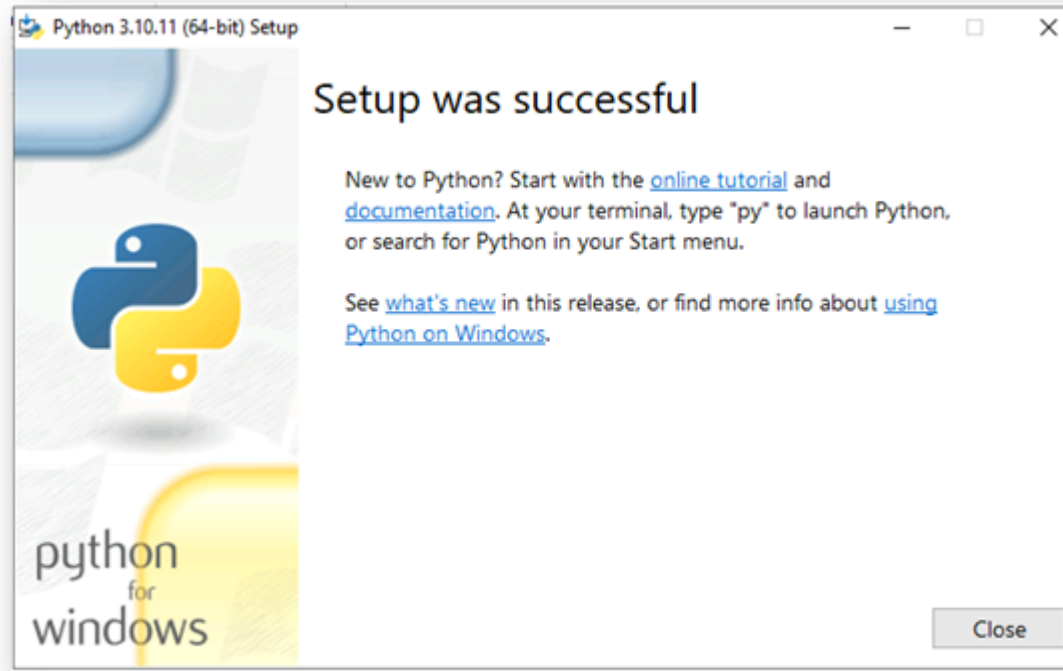 Python 3.10.11 (64-bit) Setup
Setup was successful
New to Python? Start with the online tutorial and
documentation. At your terminal, type "py" to launch Python,
or search for Python in your Start menu.
See what's new in this release, or find more info about using
Python on Windows.
python
for
windows
Close